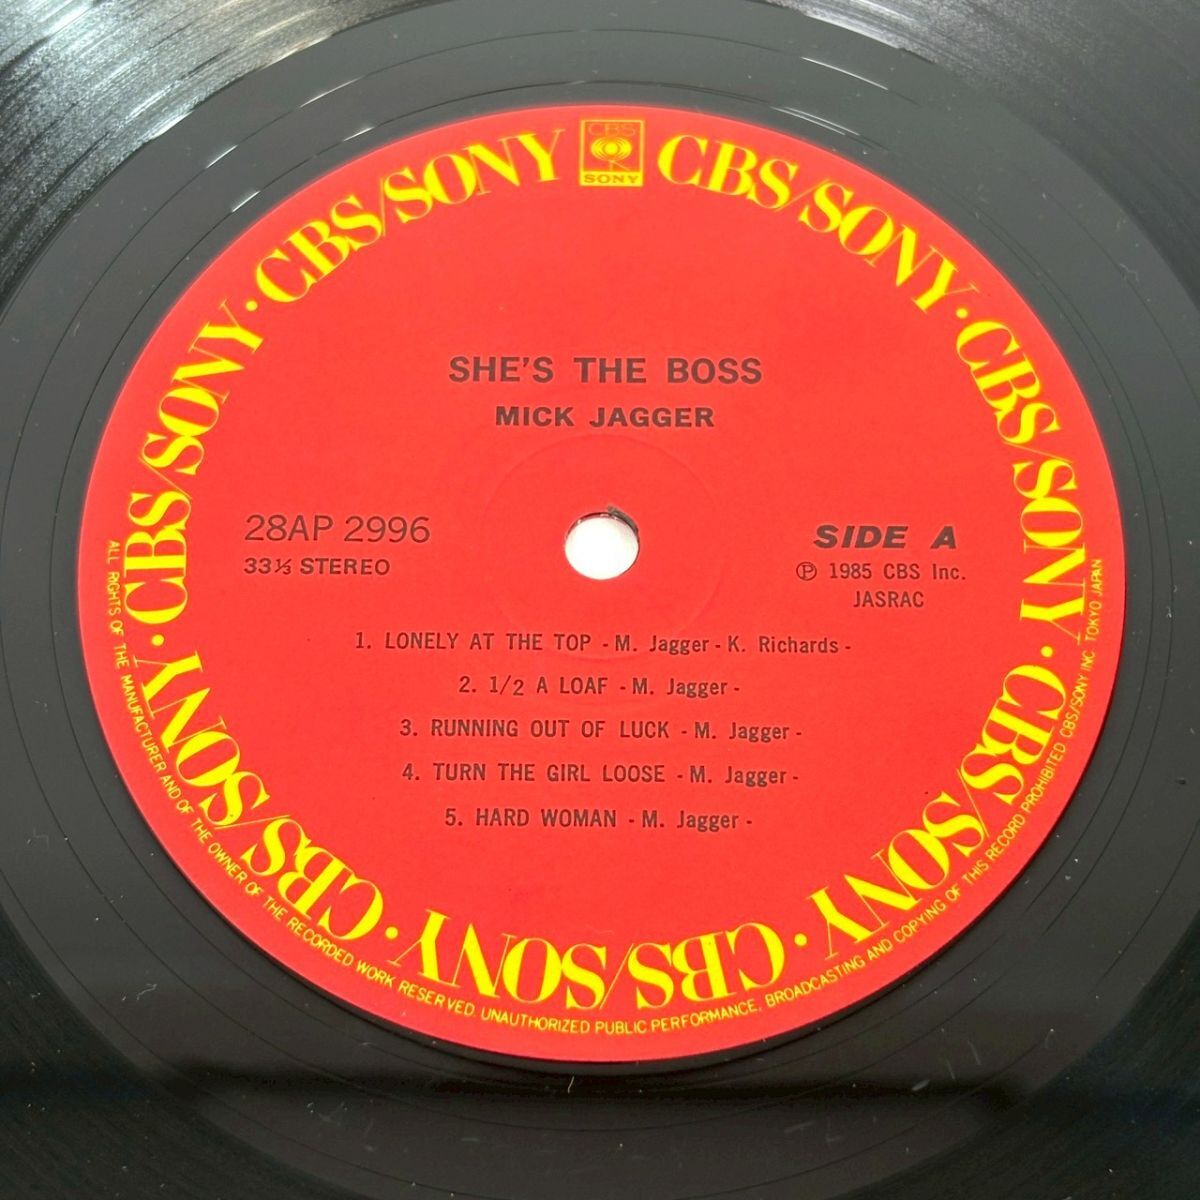 CBS
SONY
CBS/SONY · CBS/SONY · CBS/SONY · CBS/SONY · CBS/SONY · CBS/SONY · CBS/SONY · CBS/SONY
SHE'S THE BOSS
MICK JAGGER
28AP 2996
33⅓ STEREO
SIDE A
Ⓟ 1985 CBS Inc.
JASRAC
1. LONELY AT THE TOP - M. Jagger - K. Richards -
2. 1/2 A LOAF - M. Jagger -
3. RUNNING OUT OF LUCK - M. Jagger -
4. TURN THE GIRL LOOSE - M. Jagger -
5. HARD WOMAN - M. Jagger -
ALL RIGHTS OF THE MANUFACTURER AND OF THE OWNER OF THE RECORDED WORK RESERVED. UNAUTHORIZED PUBLIC PERFORMANCE, BROADCASTING AND COPYING OF THIS RECORD PROHIBITED CBS/SONY INC TOKYO JAPAN